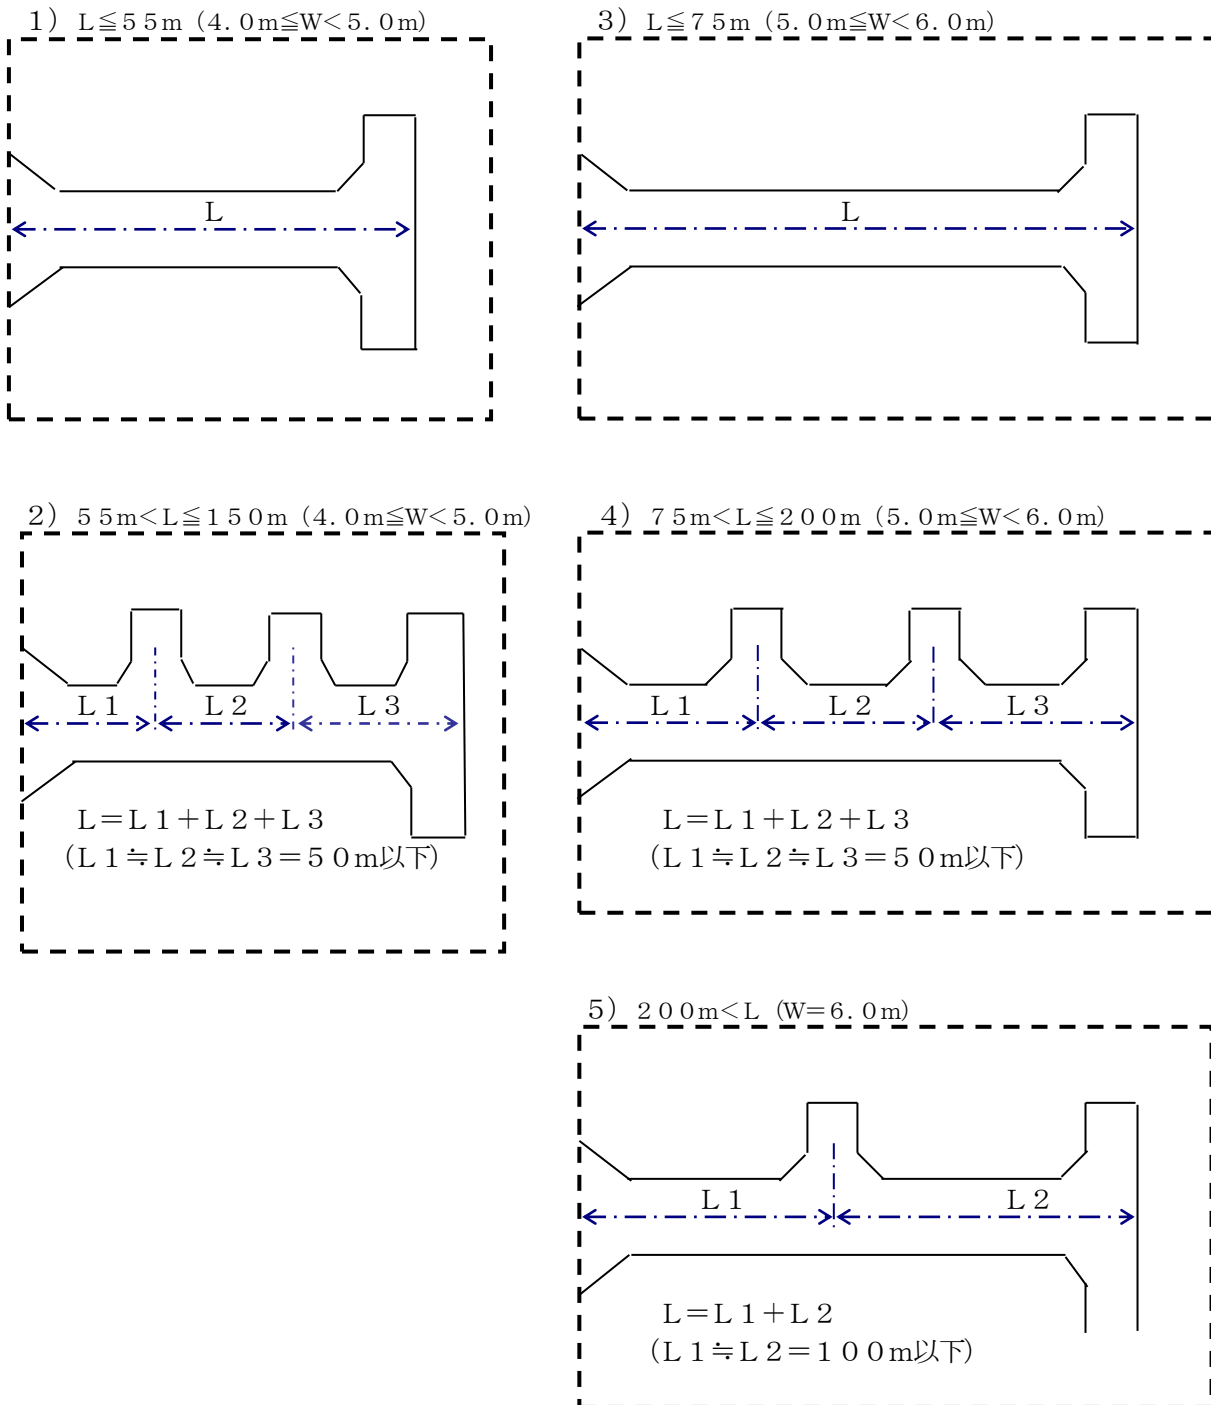 1）L≦55m（4.0m≦W<5.0m）
L
3）L≦75m（5.0m≦W<6.0m）
L
2）55m<L≦150m（4.0m≦W<5.0m）
L1 L2 L3
L=L1+L2+L3
（L1≒L2≒L3=50m以下）
4）75m<L≦200m（5.0m≦W<6.0m）
L1 L2 L3
L=L1+L2+L3
（L1≒L2≒L3=50m以下）
5）200m<L（W=6.0m）
L1 L2
L=L1+L2
（L1≒L2=100m以下）